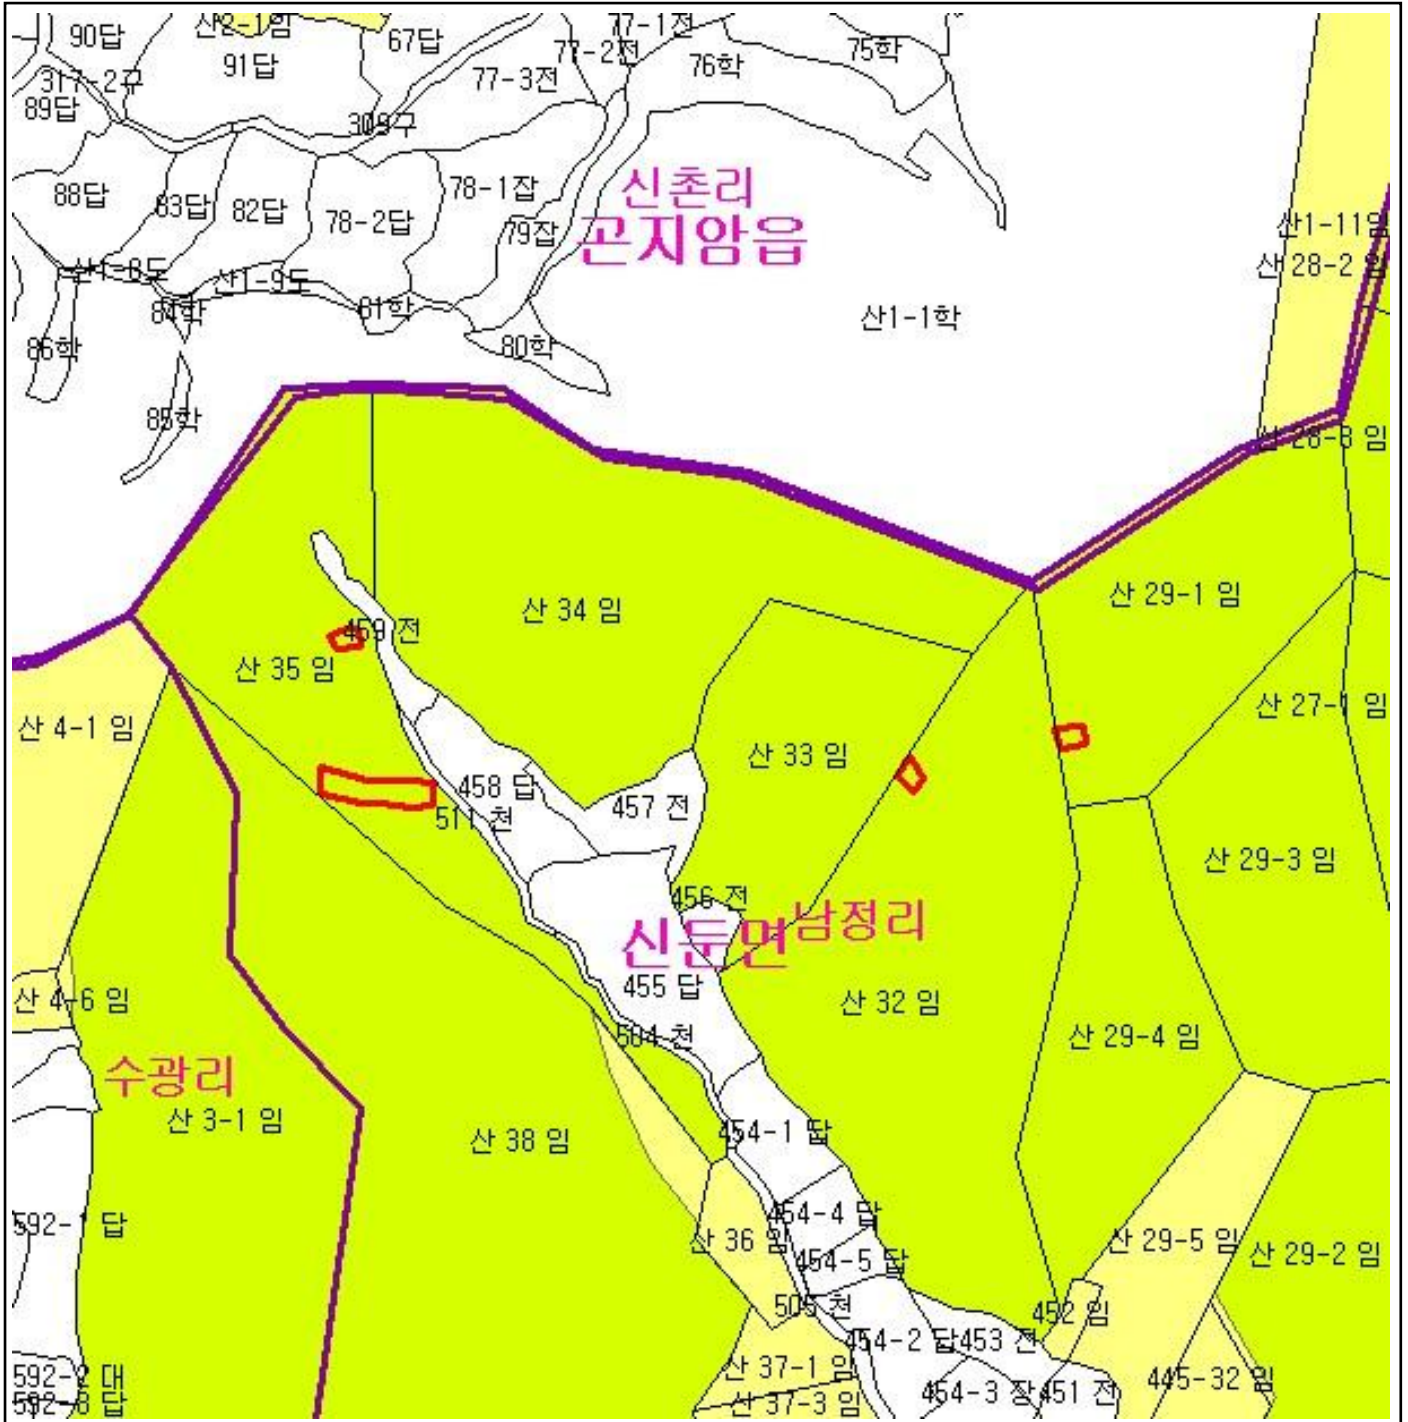 90답
산2-1임
67답
77-1전
77-2전
75학
91답
76학
317-2구
77-3전
89답
309구
88답
83답
82답
78-2답
78-1잡
79잡
신촌리
곤지암읍
산1-11임
산 28-2 임
산1-8도
산1-9도
84학
81학
산1-1학
86학
80학
85학
산 28-8 임
산 29-1 임
산 34 임
459 전
산 35 임
산 27-1 임
산 4-1 임
산 33 임
458 답
457 전
511 천
산 29-3 임
456 전
신둔면
남정리
455 답
산 4-6 임
산 32 임
504 천
산 29-4 임
수광리
산 3-1 임
산 38 임
454-1 답
592-1 답
454-4 답
산 36 임
산 29-5 임
산 29-2 임
454-5 답
505 천
452 임
454-2 답
453 전
산 37-1 임
592-2 대
445-32 임
454-3 장
451 전
592-8 답
산 37-3 임